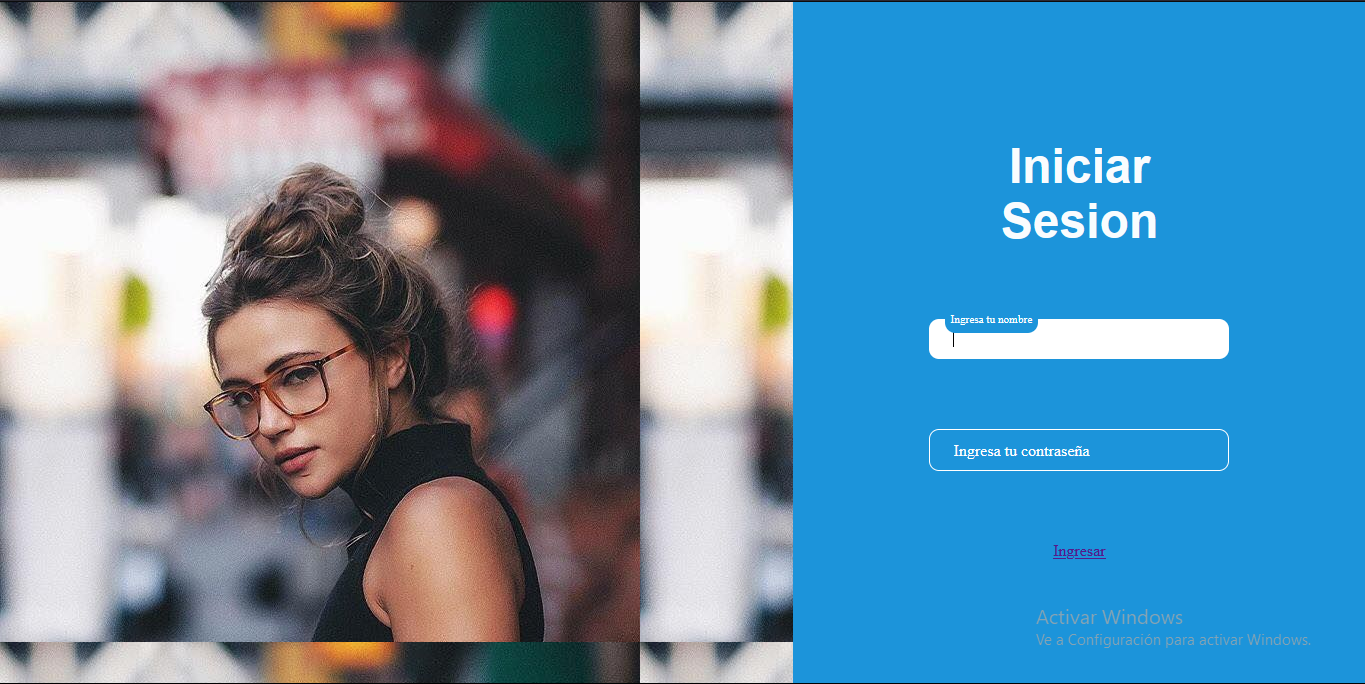 Iniciar
Sesion
Ingresa tu nombre
Ingresa tu contraseña
Ingresar
Activar Windows
Ve a Configuración para activar Windows.